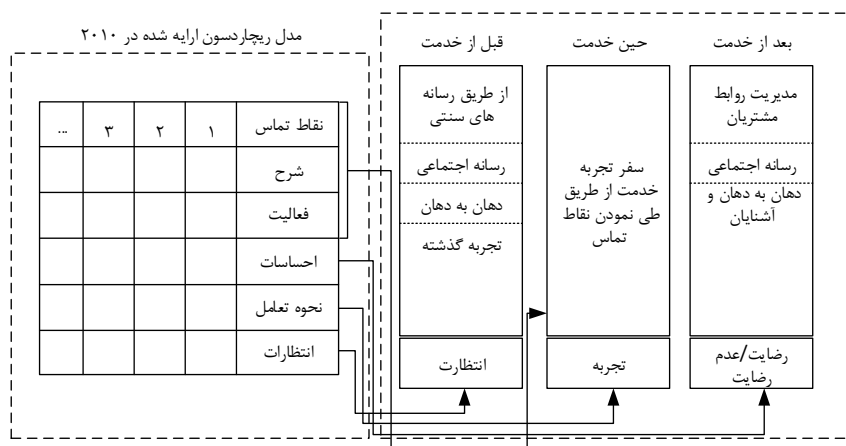 مدل ریچاردسون ارایه شده در ۲۰۱۰
نقاط تماس ۱ ۲ ۳ ...
شرح
فعالیت
احساسات
نحوه تعامل
انتظارات
قبل از خدمت
از طریق رسانه
های سنتی
رسانه اجتماعی
دهان به دهان
تجربه گذشته
انتظارت
حین خدمت
سفر تجربه
خدمت از طریق
طی نمودن نقاط
تماس
تجربه
بعد از خدمت
مدیریت روابط
مشتریان
رسانه اجتماعی
دهان به دهان و
آشنایان
رضایت/عدم
رضایت